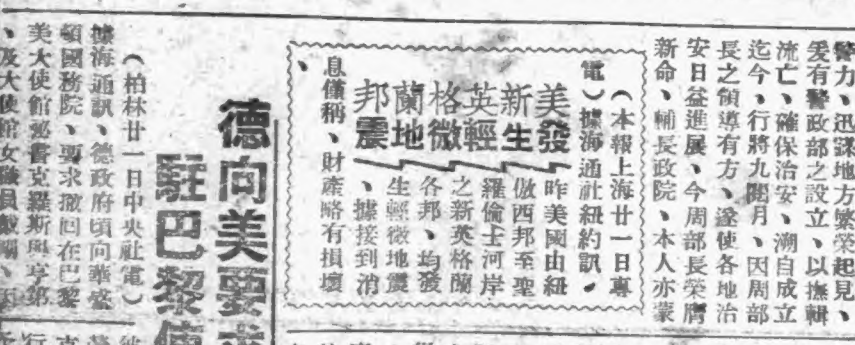 警力、迅謀地方繁榮起見、
爰有警政部之設立、以撫輯
流亡、確保治安、溯自成立
迄今、行將九閱月、因周部
長之領導有方、遂使各地治
安日益進展、今周部長榮膺
新命、輔長政院、本人亦蒙
美新英格蘭邦
發生輕微地震
（本報上海廿一日專
電）據海通社紐約訊、
昨美國由紐
倣西邦至聖
羅倫士河岸
之新英格蘭
各邦、均發
生輕微地震
、據接到消
息僅稱、財產略有損壞
、
德向美要求
駐巴黎使
（柏林廿一日中央社電）
據海通訊、德政府頃向華盛
頓國務院、要求撤回在巴黎
美大使館秘書克羅斯與亨第
、及大使館女職員